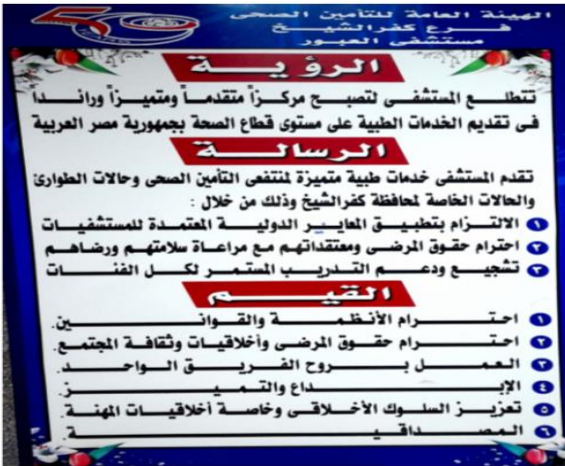 الهيئة العامة للتأمين الصحى
فرع كفر الشيخ
مستشفى العبور
50
الرؤية
تتطلع المستشفى لتصبح مركزاً متقدماً ومتميزاً ورائداً
فى تقديم الخدمات الطبية على مستوى قطاع الصحة بجمهورية مصر العربية
الرسالة
تقدم المستشفى خدمات طبية متميزة لمنتفعى التأمين الصحى وحالات الطوارئ
والحالات الخاصة لمحافظة كفر الشيخ وذلك من خلال :
١ الالتزام بتطبيق المعايير الدولية المعتمدة للمستشفيات
٢ احترام حقوق المرضى ومعتقداتهم مع مراعاة سلامتهم ورضاهم
٣ تشجيع ودعم التدريب المستمر لكل الفئات
القيم
١ احترام الأنظمة والقوانين.
٢ احترام حقوق المرضى وأخلاقيات وثقافة المجتمع.
٣ العمل بروح الفريق الواحد.
٤ الإبداع والتميز.
٥ تعزيز السلوك الأخلاقى وخاصة أخلاقيات المهنة.
٦ المصداقية.